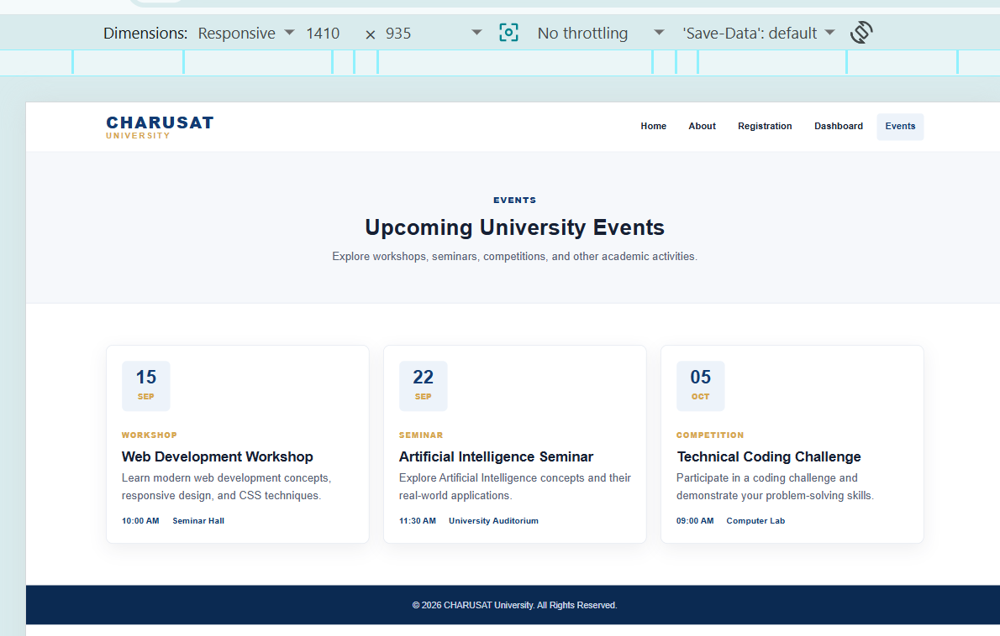 Dimensions: Responsive 1410 × 935 No throttling 'Save-Data': default
CHARUSAT
UNIVERSITY
Home About Registration Dashboard Events
EVENTS
Upcoming University Events
Explore workshops, seminars, competitions, and other academic activities.
15
SEP
WORKSHOP
Web Development Workshop
Learn modern web development concepts,
responsive design, and CSS techniques.
10:00 AM Seminar Hall
22
SEP
SEMINAR
Artificial Intelligence Seminar
Explore Artificial Intelligence concepts and their
real-world applications.
11:30 AM University Auditorium
05
OCT
COMPETITION
Technical Coding Challenge
Participate in a coding challenge and
demonstrate your problem-solving skills.
09:00 AM Computer Lab
© 2026 CHARUSAT University. All Rights Reserved.